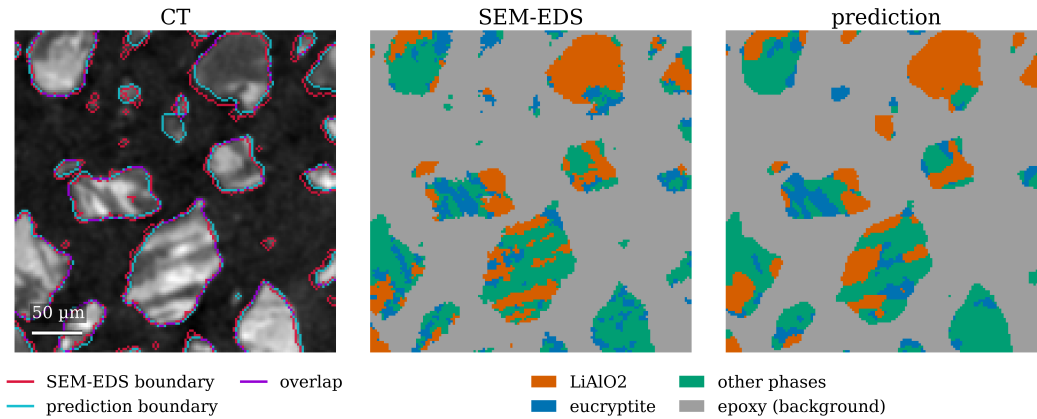 CT
SEM-EDS
prediction
50 µm
SEM-EDS boundary
overlap
prediction boundary
LiAlO2
other phases
eucryptite
epoxy (background)